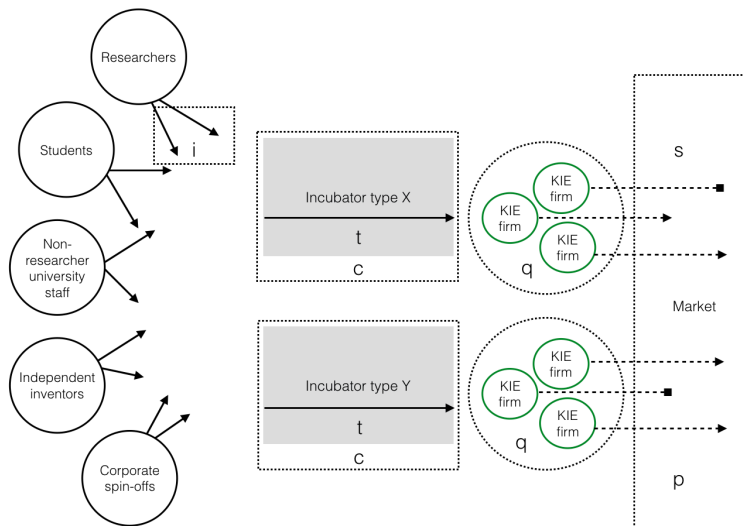 Researchers
i
Students
Non-
researcher
university
staff
Independent
inventors
Corporate
spin-offs
Incubator type X
t
c
KIE
firm
KIE
firm
KIE
firm
q
Incubator type Y
t
c
KIE
firm
KIE
firm
KIE
firm
q
s
Market
p